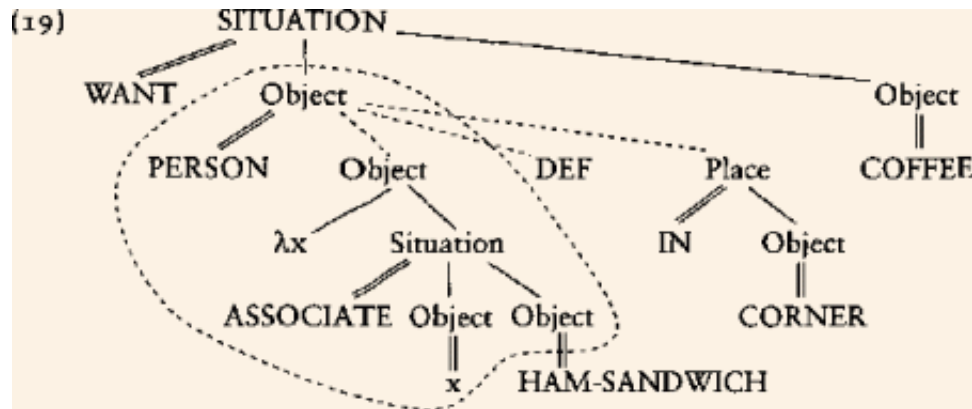 (19) SITUATION
WANT Object Object
PERSON Object DEF Place COFFEE
λx Situation IN Object
ASSOCIATE Object Object CORNER
x HAM-SANDWICH